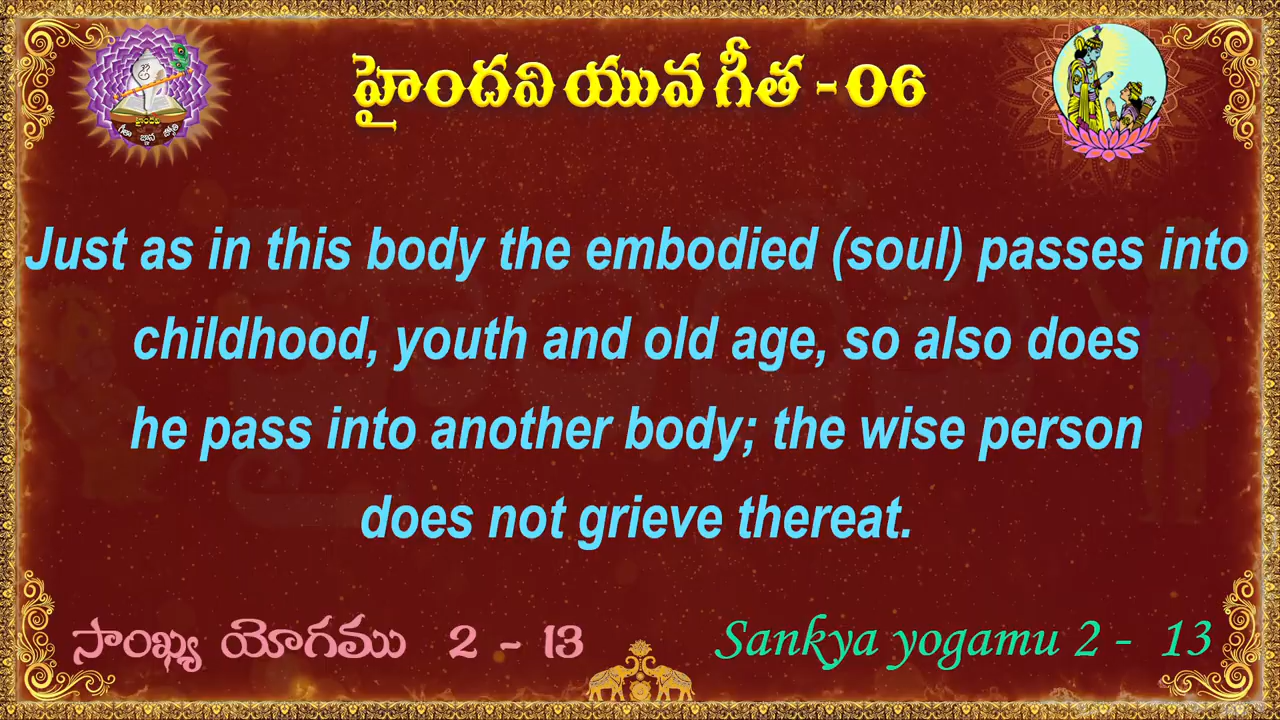 హైందవి యువ గీత - 06
హైందవి
గీతా జ్ఞాన జ్యోతి
Just as in this body the embodied (soul) passes into
childhood, youth and old age, so also does
he pass into another body; the wise person
does not grieve thereat.
సాంఖ్య యోగము 2 - 13
Sankya yogamu 2 - 13